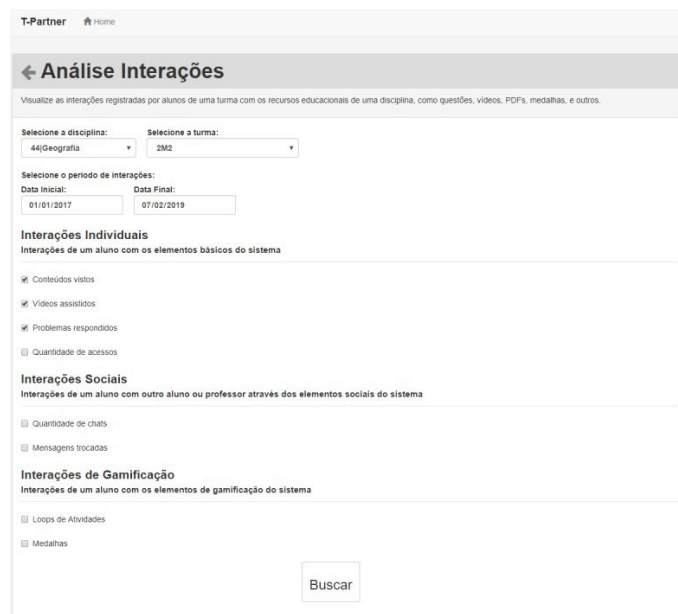 T-Partner Home
Análise Interações
Visualize as interações registradas por alunos de uma turma com os recursos educacionais de uma disciplina, como questões, vídeos, PDFs, medalhas, e outros.
Selecione a disciplina: Selecione a turma:
44|Geografia 2M2
Selecione o período de interações:
Data Inicial: Data Final:
01/01/2017 07/02/2019
Interações Individuais
Interações de um aluno com os elementos básicos do sistema
Conteúdos vistos
Vídeos assistidos
Problemas respondidos
Quantidade de acessos
Interações Sociais
Interações de um aluno com outro aluno ou professor através dos elementos sociais do sistema
Quantidade de chats
Mensagens trocadas
Interações de Gamificação
Interações de um aluno com os elementos de gamificação do sistema
Loops de Atividades
Medalhas
Buscar